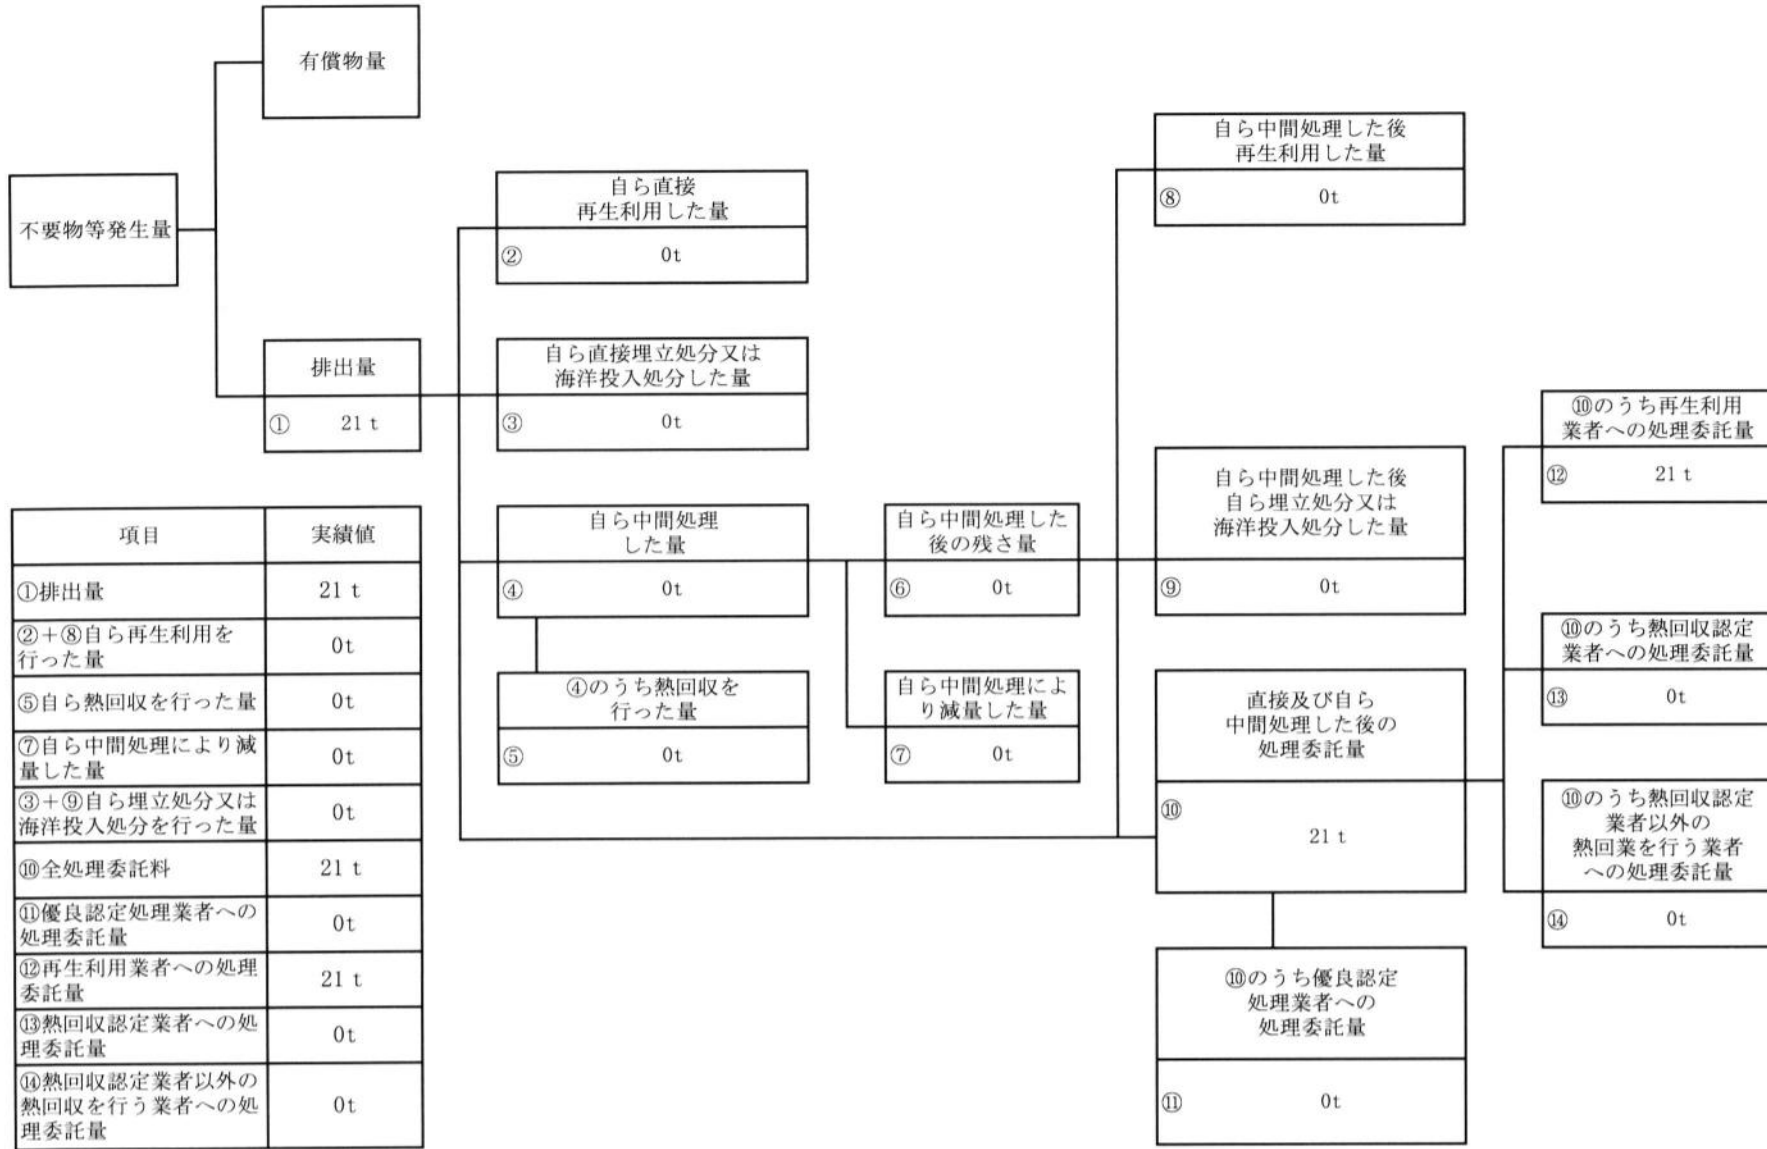 有償物量
不要物等発生量
排出量
① 21 t
自ら直接
再生利用した量
② 0t
自ら直接埋立処分又は
海洋投入処分した量
③ 0t
自ら中間処理
した量
④ 0t
④のうち熱回収を
行った量
⑤ 0t
自ら中間処理した
後の残さ量
⑥ 0t
自ら中間処理によ
り減量した量
⑦ 0t
自ら中間処理した後
再生利用した量
⑧ 0t
自ら中間処理した後
自ら埋立処分又は
海洋投入処分した量
⑨ 0t
直接及び自ら
中間処理した後の
処理委託量
⑩
21 t
⑩のうち優良認定
処理業者への
処理委託量
⑪ 0t
⑩のうち再生利用
業者への処理委託量
⑫ 21 t
⑩のうち熱回収認定
業者への処理委託量
⑬ 0t
⑩のうち熱回収認定
業者以外の
熱回業を行う業者
への処理委託量
⑭ 0t
項目 実績値
①排出量 21 t
②+⑧自ら再生利用を
行った量 0t
⑤自ら熱回収を行った量 0t
⑦自ら中間処理により減
量した量 0t
③+⑨自ら埋立処分又は
海洋投入処分を行った量 0t
⑩全処理委託料 21 t
⑪優良認定処理業者への
処理委託量 0t
⑫再生利用業者への処理
委託量 21 t
⑬熱回収認定業者への処
理委託量 0t
⑭熱回収認定業者以外の
熱回収を行う業者への処
理委託量 0t